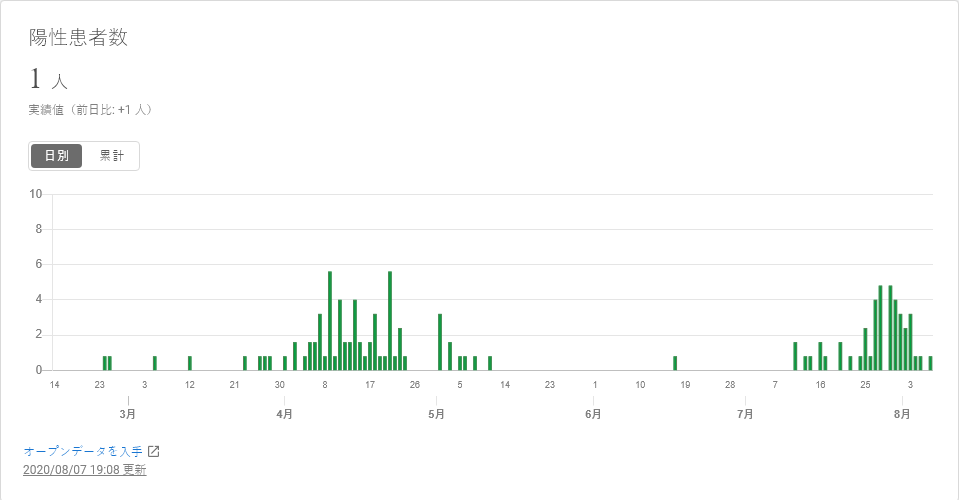 陽性患者数
1 人
実績値（前日比: +1 人）
日別 累計
10
8
6
4
2
0
14 23 3 12 21 30 8 17 26 5 14 23 1 10 19 28 7 16 25 3
3月 4月 5月 6月 7月 8月
オープンデータを入手
2020/08/07 19:08 更新